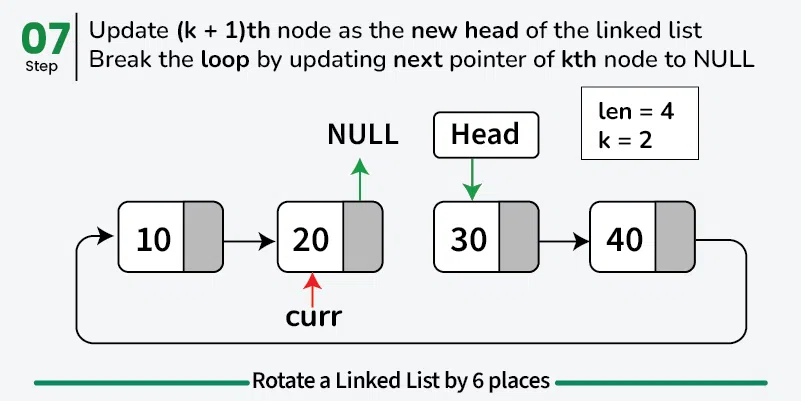 07
Step
Update (k + 1)th node as the new head of the linked list
Break the loop by updating next pointer of kth node to NULL
len = 4
k = 2
NULL
Head
10
20
30
40
curr
Rotate a Linked List by 6 places